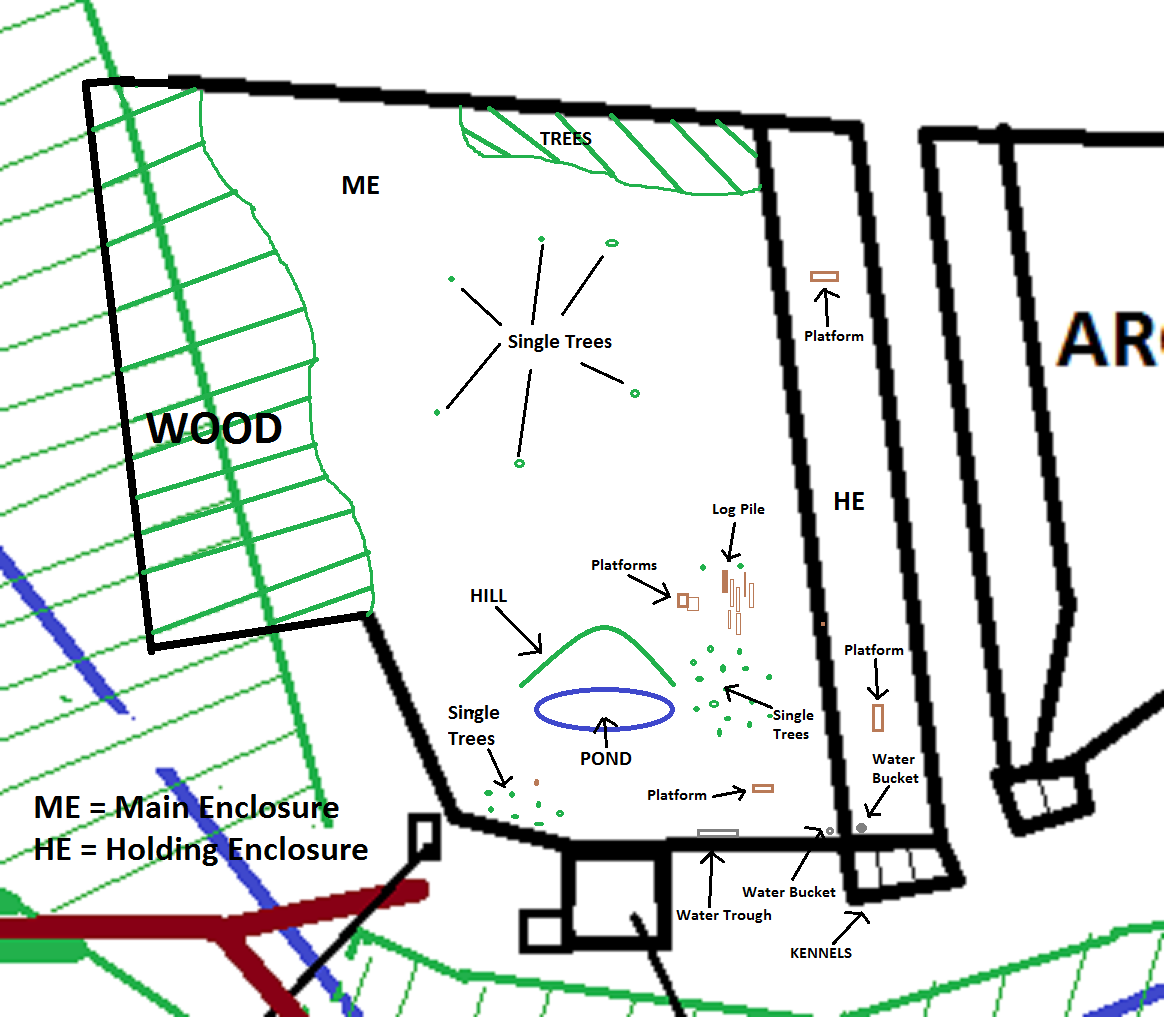 TREES
ME
Platform
Single Trees
WOOD
HE
Log Pile
Platforms
HILL
Platform
Single
Trees
Single
Trees
POND
Water
Bucket
Platform
ME = Main Enclosure
HE = Holding Enclosure
Water Bucket
Water Trough
KENNELS